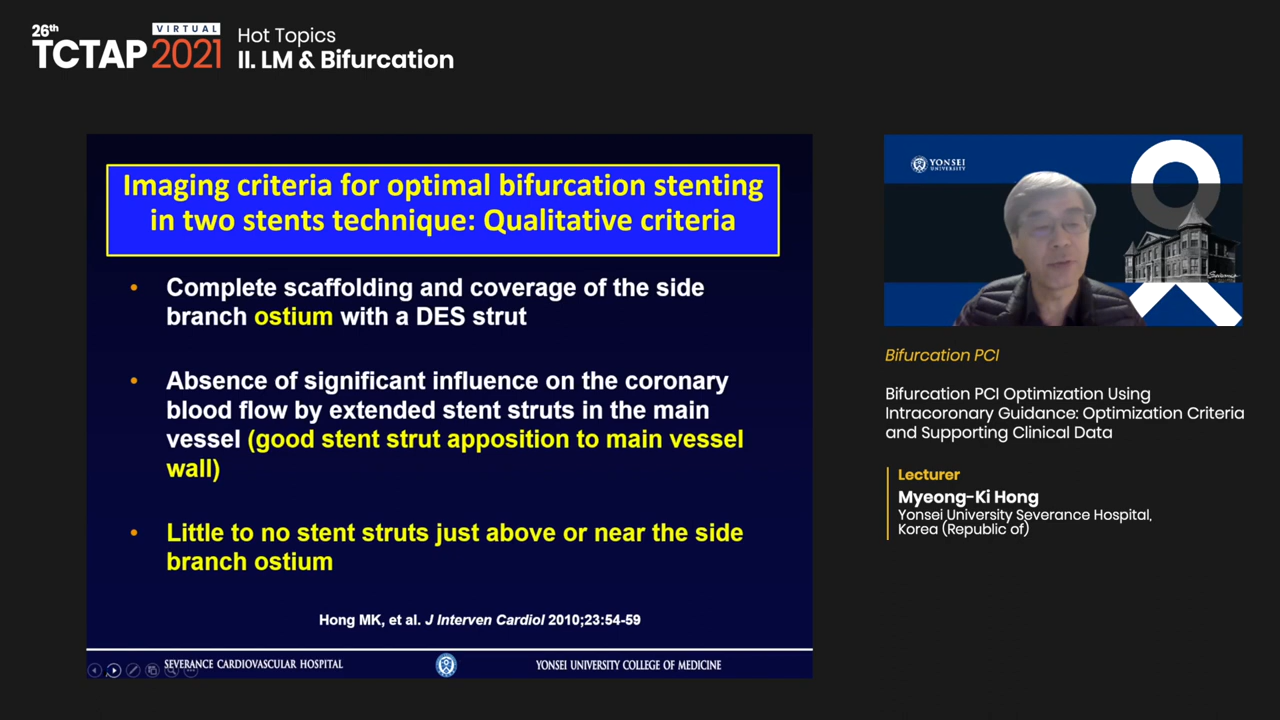 26th
VIRTUAL
TCTAP 2021
Hot Topics
II. LM & Bifurcation
Imaging criteria for optimal bifurcation stenting
in two stents technique: Qualitative criteria
• Complete scaffolding and coverage of the side
branch ostium with a DES strut
• Absence of significant influence on the coronary
blood flow by extended stent struts in the main
vessel (good stent strut apposition to main vessel
wall)
• Little to no stent struts just above or near the side
branch ostium
Hong MK, et al. J Interven Cardiol 2010;23:54-59
SEVERANCE CARDIOVASCULAR HOSPITAL
YONSEI UNIVERSITY COLLEGE OF MEDICINE
YONSEI
UNIVERSITY
Bifurcation PCI
Bifurcation PCI Optimization Using
Intracoronary Guidance: Optimization Criteria
and Supporting Clinical Data
Lecturer
Myeong-Ki Hong
Yonsei University Severance Hospital,
Korea (Republic of)